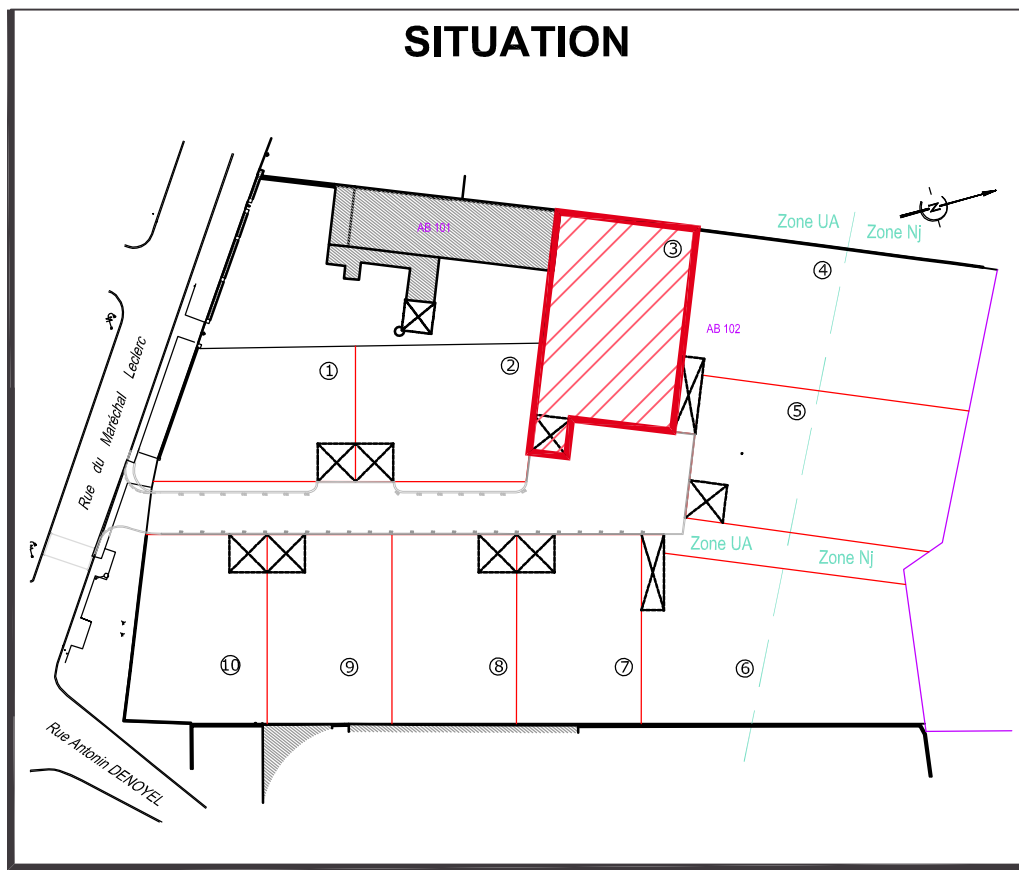 SITUATION
Zone UA
Zone Nj
N
AB 101
③
④
AB 102
Rue du Maréchal Leclerc
①
②
⑤
Zone UA
Zone Nj
⑩
⑨
⑧
⑦
⑥
Rue Antonin DENOYEL